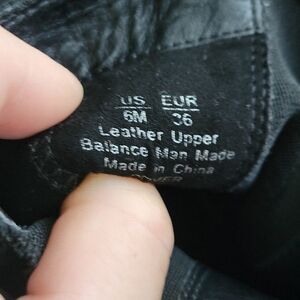 US EUR
6M 36
Leather Upper
Balance Man Made
Made in China